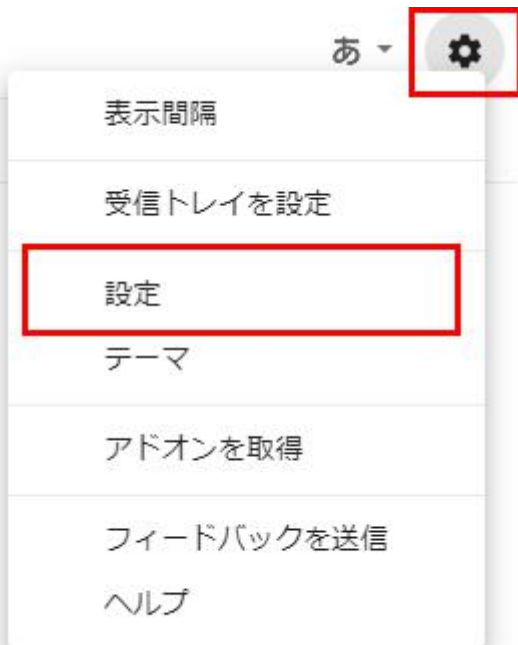 あ
表示間隔
受信トレイを設定
設定
テーマ
アドオンを取得
フィードバックを送信
ヘルプ